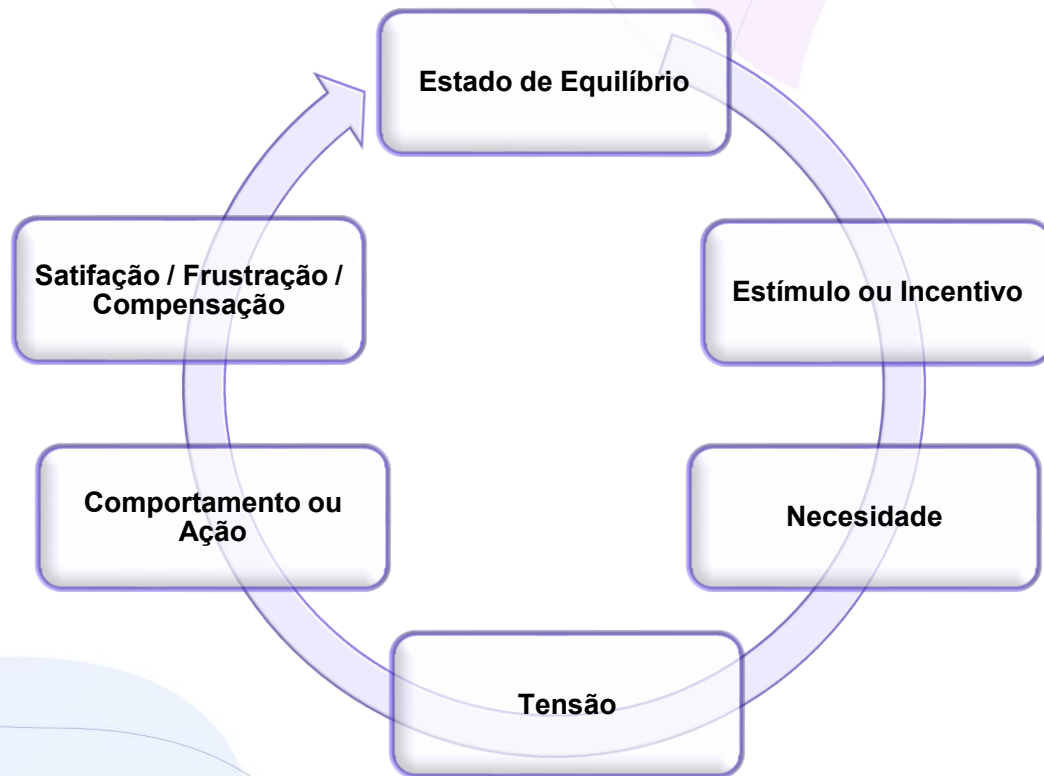 Estado de Equilíbrio
Estímulo ou Incentivo
Necesidade
Tensão
Comportamento ou
Ação
Satifação / Frustração /
Compensação